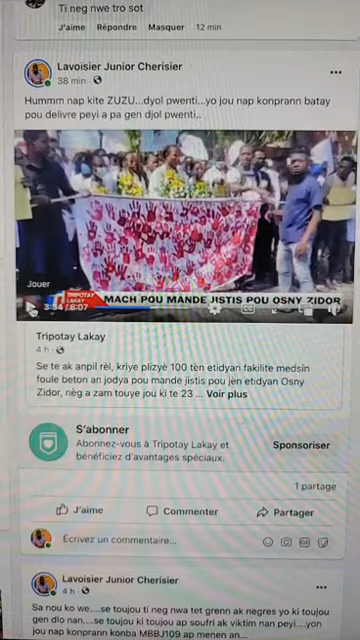 Ti neg nwe tro sot
J'aime Répondre Masquer 12 min
Lavoisier Junior Cherisier
38 min
Hummm nap kite ZUZU...dyol pwenti...yo jou nap konprann batay
pou delivre peyi a pa gen djol pwenti..
Jouer
3:54 / 6:07
TRIPOTAY
LAKAY
MACH POU MANDE JISTIS POU OSNY ZIDOR
Tripotay Lakay
4 h
Se te ak anpil rèl, kriye plizyè 100 tèn etidyan fakilite medsin
foule beton an jodya pou mande jistis pou jèn etidyan Osny
Zidor, nèg a zam touye jou ki te 23 ... Voir plus
S'abonner
Abonnez-vous à Tripotay Lakay et
bénéficiez d'avantages spéciaux.
Sponsoriser
1 partage
J'aime Commenter Partager
Écrivez un commentaire...
GIF
Lavoisier Junior Cherisier
4 h
Sa nou ko we....se toujou ti neg nwa tet grenn ak negres yo ki toujou
gen dlo nan....se toujou ki toujou ap soufri ak viktim nan peyi....yon
jou nap konprann konba MBBJ109 ap menen an...